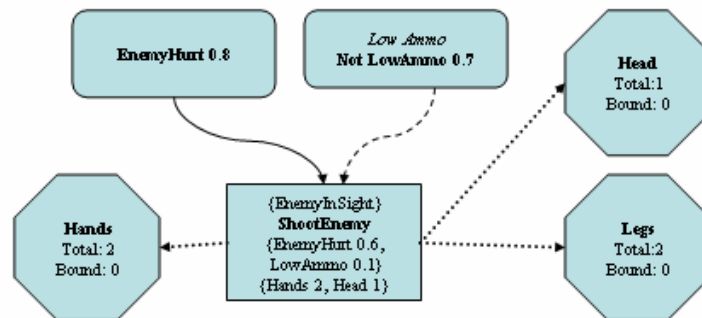 EnemyHurt 0.8
Low Ammo
Not LowAmmo 0.7
Head
Total:1
Bound: 0
Hands
Total: 2
Bound: 0
{EnemyInSight}
ShootEnemy
{EnemyHurt 0.6,
LowAmmo 0.1}
{Hands 2, Head 1}
Legs
Total:2
Bound: 0